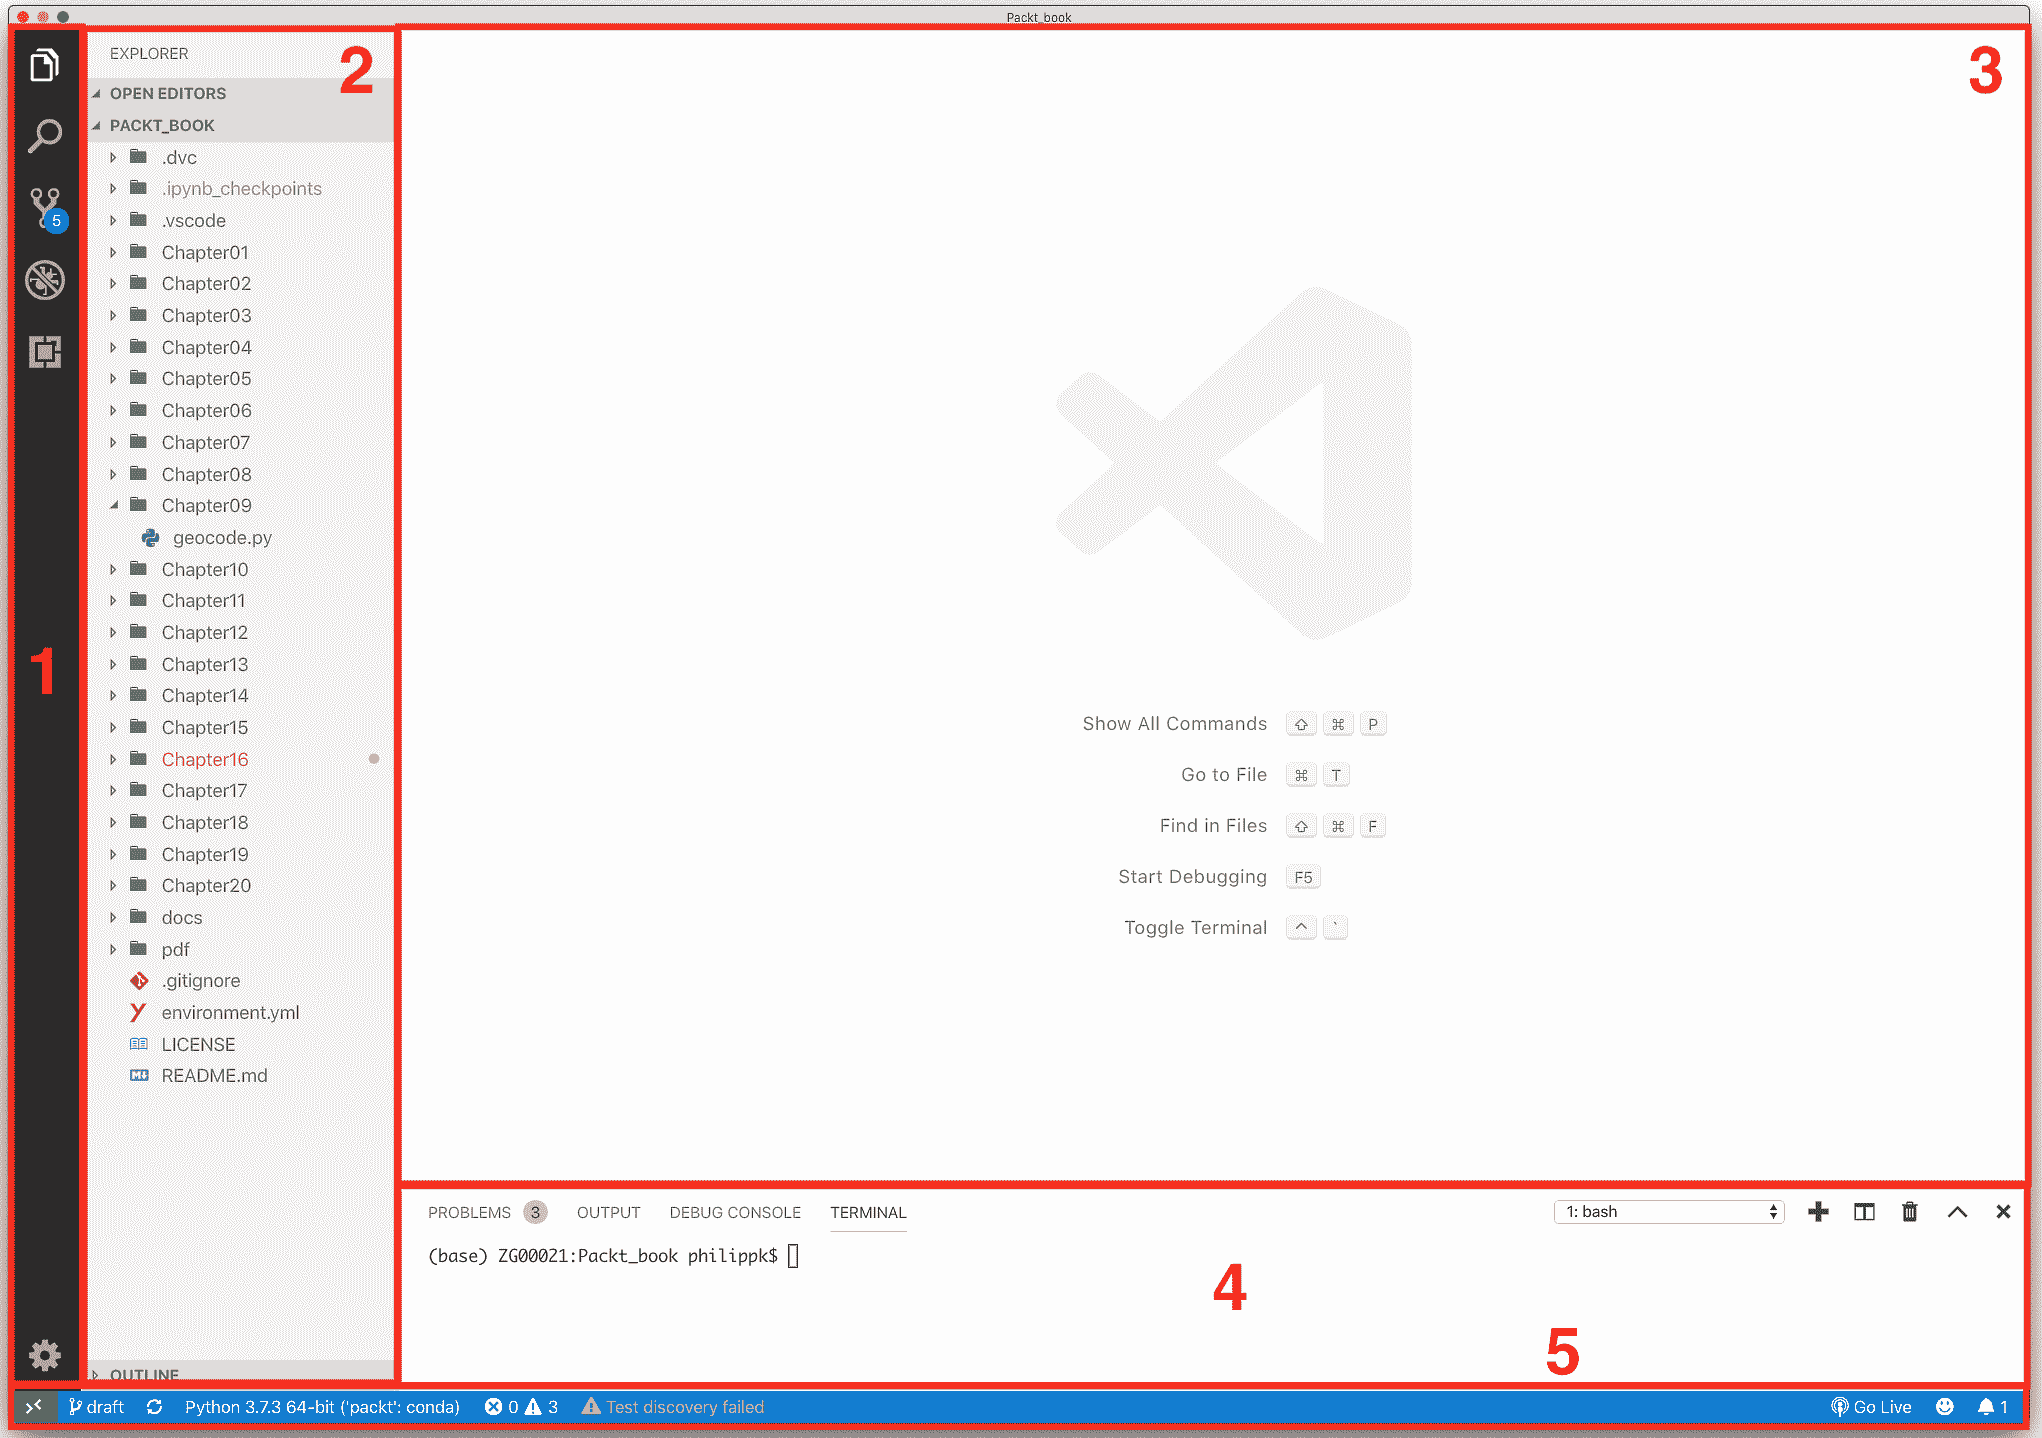 Packt_book
1
5
EXPLORER
2
OPEN EDITORS
PACKT_BOOK
.dvc
.ipynb_checkpoints
.vscode
Chapter01
Chapter02
Chapter03
Chapter04
Chapter05
Chapter06
Chapter07
Chapter08
Chapter09
geocode.py
Chapter10
Chapter11
Chapter12
Chapter13
Chapter14
Chapter15
Chapter16
Chapter17
Chapter18
Chapter19
Chapter20
docs
pdf
.gitignore
Y environment.yml
LICENSE
README.md
OUTLINE
3
Show All Commands ⇧ ⌘ P
Go to File ⌘ T
Find in Files ⇧ ⌘ F
Start Debugging F5
Toggle Terminal ^ `
PROBLEMS 3 OUTPUT DEBUG CONSOLE TERMINAL 1: bash
(base) ZG00021:Packt_book philippk$
4
5
draft Python 3.7.3 64-bit ('packt': conda) 0 3 Test discovery failed Go Live 1